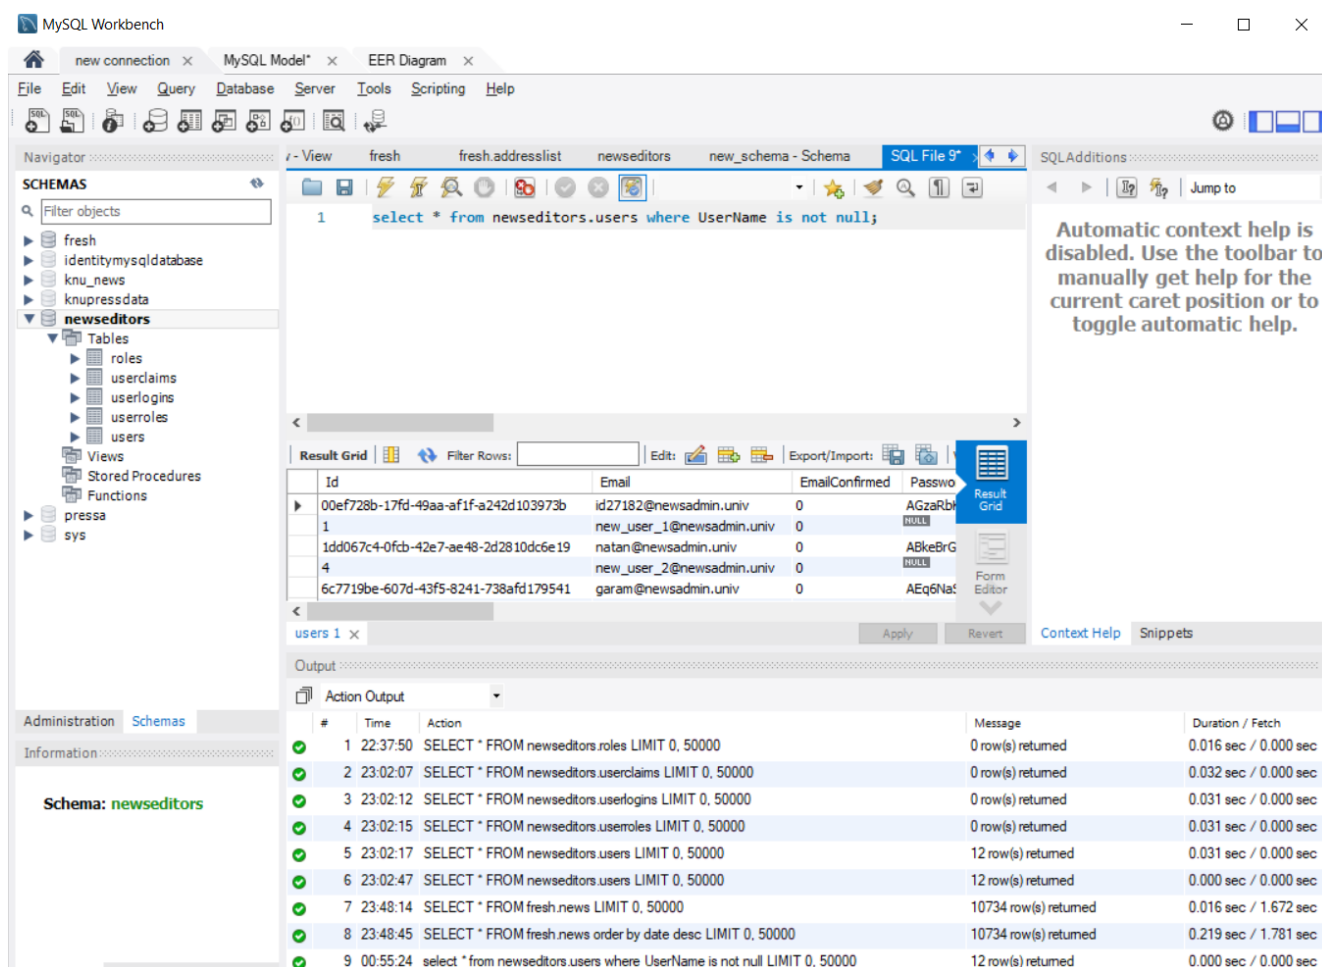 MySQL Workbench
new connection MySQL Model* EER Diagram
File Edit View Query Database Server Tools Scripting Help
Navigator
SCHEMAS
Filter objects
fresh
identitymysqldatabase
knu_news
knupressdata
newseditors
Tables
roles
userclaims
userlogins
userroles
users
Views
Stored Procedures
Functions
pressa
sys
Administration Schemas
Information
Schema: newseditors
- View fresh fresh.addresslist newseditors new_schema - Schema SQL File 9*
1 select * from newseditors.users where UserName is not null;
Result Grid Filter Rows: Edit: Export/Import:
Id Email EmailConfirmed Passwo
00ef728b-17fd-49aa-af1f-a242d103973b id27182@newsadmin.univ 0 AGzaRb
1 new_user_1@newsadmin.univ 0 NULL
1dd067c4-0fcb-42e7-ae48-2d2810dc6e19 natan@newsadmin.univ 0 ABkeBrG
4 new_user_2@newsadmin.univ 0 NULL
6c7719be-607d-43f5-8241-738afd179541 garam@newsadmin.univ 0 AEq6Na
Result
Grid
Form
Editor
users 1 Apply Revert
SQLAdditions
Jump to
Automatic context help is
disabled. Use the toolbar to
manually get help for the
current caret position or to
toggle automatic help.
Context Help Snippets
Output
Action Output
# Time Action Message Duration / Fetch
1 22:37:50 SELECT * FROM newseditors.roles LIMIT 0, 50000 0 row(s) returned 0.016 sec / 0.000 sec
2 23:02:07 SELECT * FROM newseditors.userclaims LIMIT 0, 50000 0 row(s) returned 0.032 sec / 0.000 sec
3 23:02:12 SELECT * FROM newseditors.userlogins LIMIT 0, 50000 0 row(s) returned 0.031 sec / 0.000 sec
4 23:02:15 SELECT * FROM newseditors.userroles LIMIT 0, 50000 0 row(s) returned 0.031 sec / 0.000 sec
5 23:02:17 SELECT * FROM newseditors.users LIMIT 0, 50000 12 row(s) returned 0.031 sec / 0.000 sec
6 23:02:47 SELECT * FROM newseditors.users LIMIT 0, 50000 12 row(s) returned 0.000 sec / 0.000 sec
7 23:48:14 SELECT * FROM fresh.news LIMIT 0, 50000 10734 row(s) returned 0.016 sec / 1.672 sec
8 23:48:45 SELECT * FROM fresh.news order by date desc LIMIT 0, 50000 10734 row(s) returned 0.219 sec / 1.781 sec
9 00:55:24 select * from newseditors.users where UserName is not null LIMIT 0, 50000 12 row(s) returned 0.000 sec / 0.000 sec